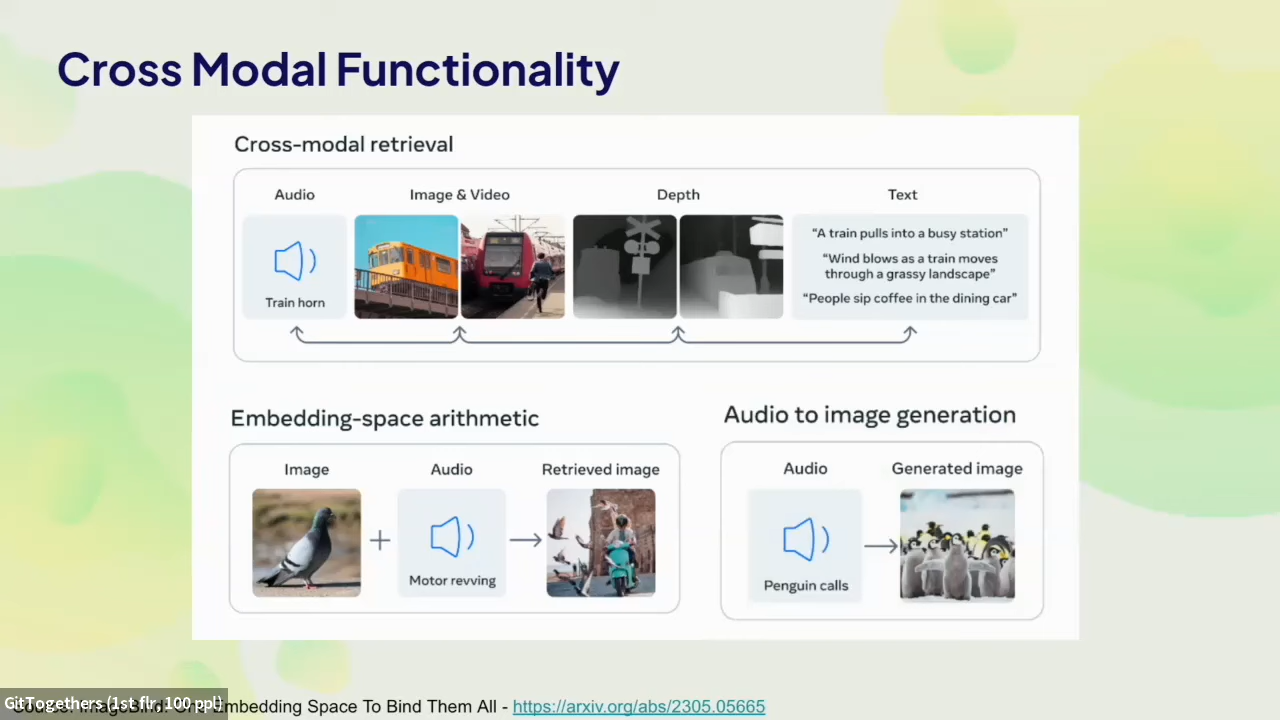 Cross Modal Functionality
Cross-modal retrieval
Audio
Image & Video
Depth
Text
Train horn
“A train pulls into a busy station”
“Wind blows as a train moves
through a grassy landscape”
“People sip coffee in the dining car”
Embedding-space arithmetic
Image
Audio
Retrieved image
Motor revving
Audio to image generation
Audio
Generated image
Penguin calls
GitTogethers (1st flr, 100 ppl)
Embedding Space To Bind Them All - https://arxiv.org/abs/2305.05665